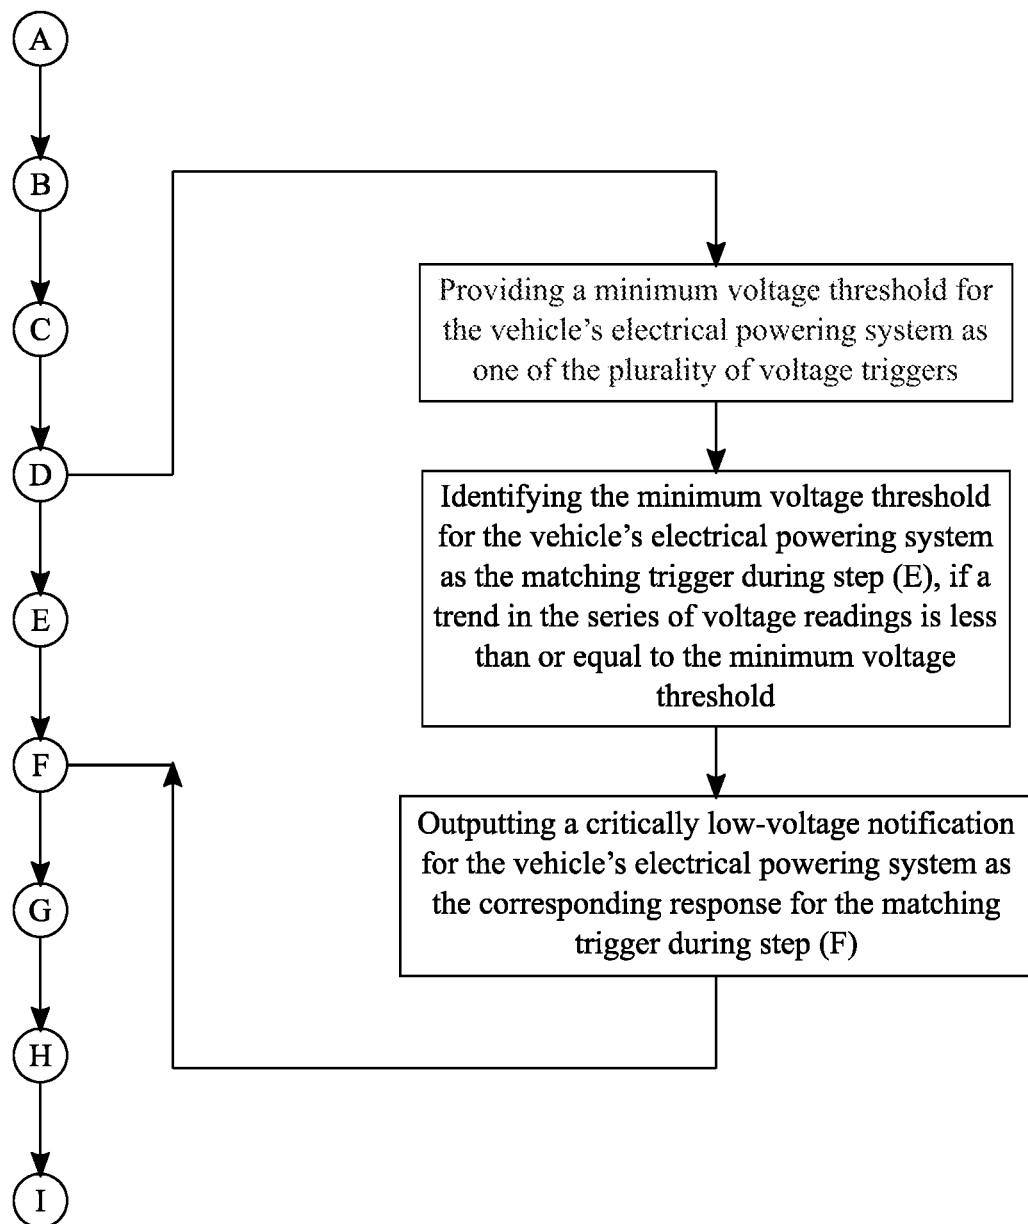 A
B
C
D
E
F
G
H
I
Providing a minimum voltage threshold for
the vehicle’s electrical powering system as
one of the plurality of voltage triggers
Identifying the minimum voltage threshold
for the vehicle’s electrical powering system
as the matching trigger during step (E), if a
trend in the series of voltage readings is less
than or equal to the minimum voltage
threshold
Outputting a critically low-voltage notification
for the vehicle’s electrical powering system as
the corresponding response for the matching
trigger during step (F)